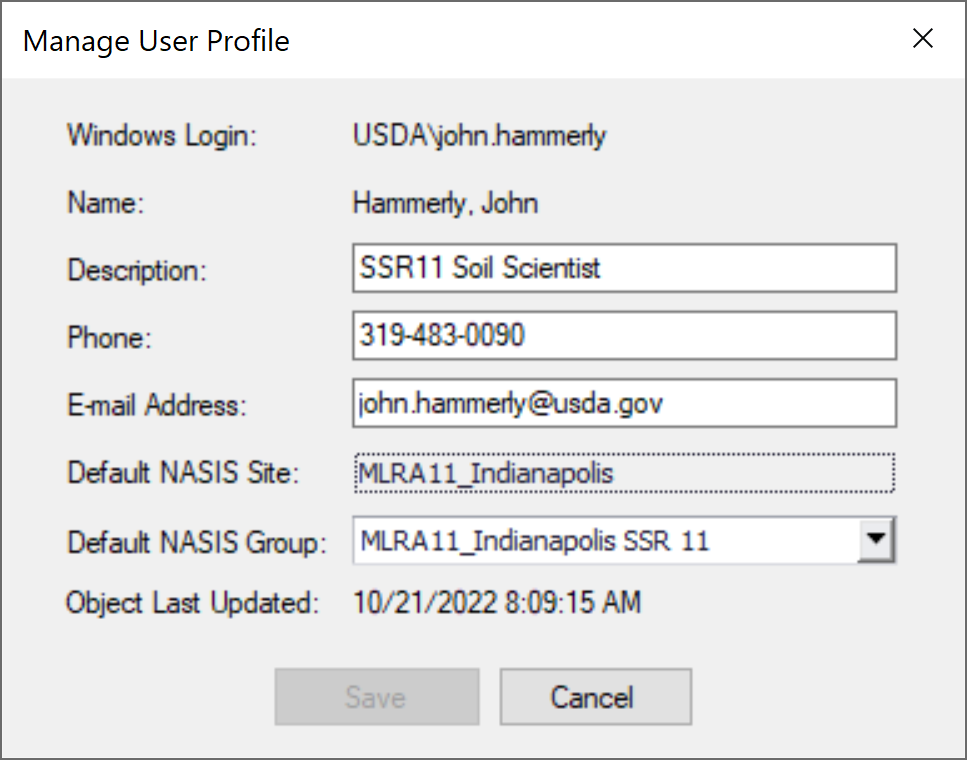 Manage User Profile
Windows Login: USDA\john.hammerly
Name: Hammerly, John
Description: SSR11 Soil Scientist
Phone: 319-483-0090
E-mail Address: john.hammerly@usda.gov
Default NASIS Site: MLRA11_Indianapolis
Default NASIS Group: MLRA11_Indianapolis SSR 11
Object Last Updated: 10/21/2022 8:09:15 AM
Save Cancel